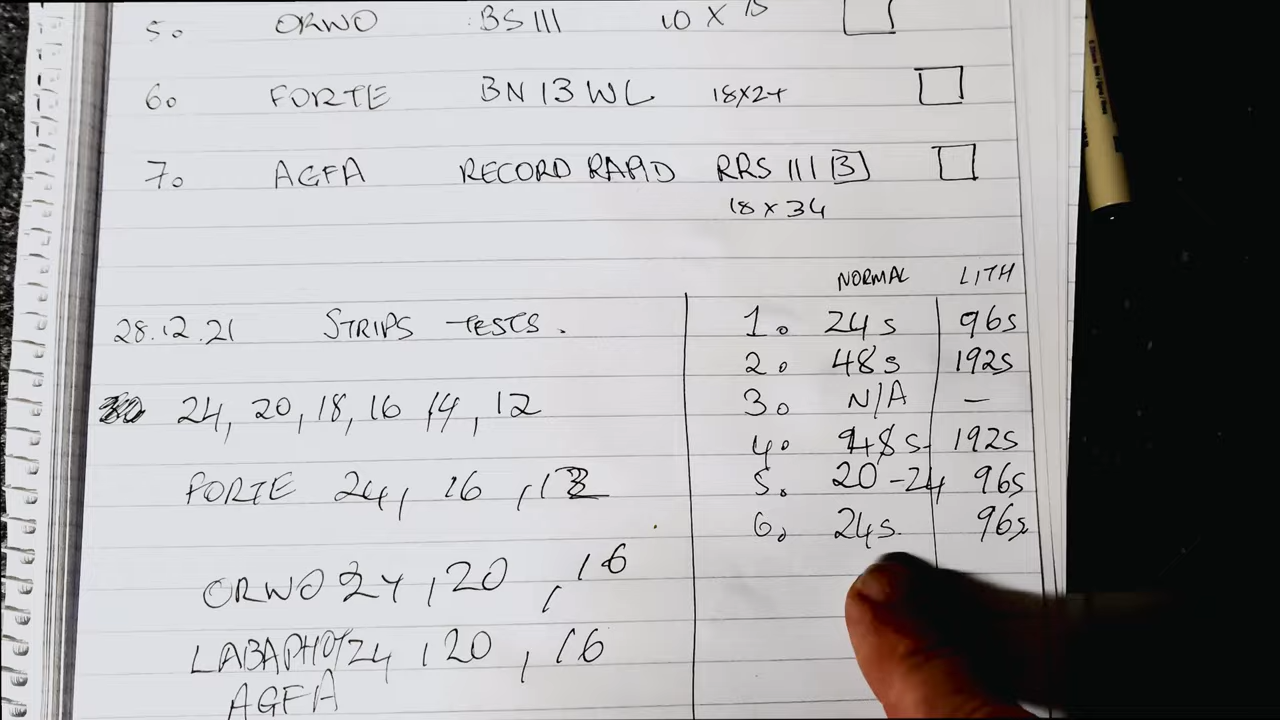 5. ORWO BS 111 10 X 15
6. FORTE BN 13 WL 18X24
7. AGFA RECORD RAPID RRS 111 3
18 X 34
NORMAL LITH
28.12.21 STRIPS TESTS.
24, 20, 18, 16 14, 12
FORTE 24, 16, 12
ORWO 24, 20, 16
LABAPHOT 24, 20, 16
AGFA
1. 24s 96s
2. 48s 192s
3. N/A —
4. 48s 192s
5. 20-24 96s
6. 24s. 96s